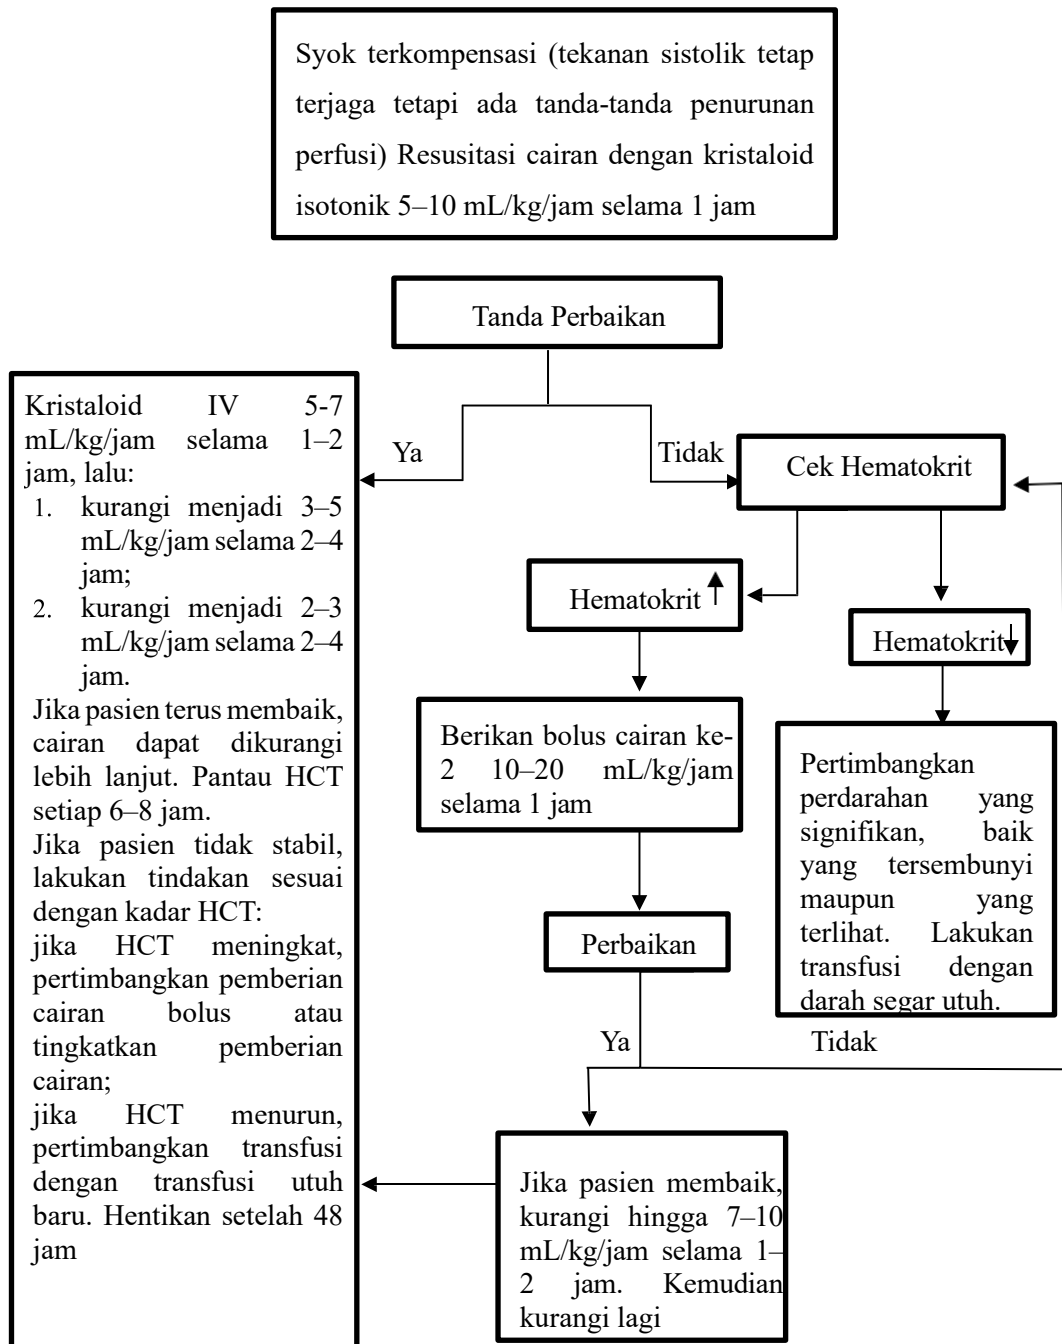 Syok terkompensasi (tekanan sistolik tetap
terjaga tetapi ada tanda-tanda penurunan
perfusi) Resusitasi cairan dengan kristaloid
isotonik 5–10 mL/kg/jam selama 1 jam
Tanda Perbaikan
Ya
Tidak
Kristaloid IV 5-7
mL/kg/jam selama 1–2
jam, lalu:
1. kurangi menjadi 3–5
mL/kg/jam selama 2–4
jam;
2. kurangi menjadi 2–3
mL/kg/jam selama 2–4
jam.
Jika pasien terus membaik,
cairan dapat dikurangi
lebih lanjut. Pantau HCT
setiap 6–8 jam.
Jika pasien tidak stabil,
lakukan tindakan sesuai
dengan kadar HCT:
jika HCT meningkat,
pertimbangkan pemberian
cairan bolus atau
tingkatkan pemberian
cairan;
jika HCT menurun,
pertimbangkan transfusi
dengan transfusi utuh
baru. Hentikan setelah 48
jam
Cek Hematokrit
Hematokrit ↑
Hematokrit↓
Berikan bolus cairan ke-
2 10–20 mL/kg/jam
selama 1 jam
Pertimbangkan
perdarahan yang
signifikan, baik
yang tersembunyi
maupun yang
terlihat. Lakukan
transfusi dengan
darah segar utuh.
Perbaikan
Ya
Tidak
Jika pasien membaik,
kurangi hingga 7–10
mL/kg/jam selama 1–
2 jam. Kemudian
kurangi lagi